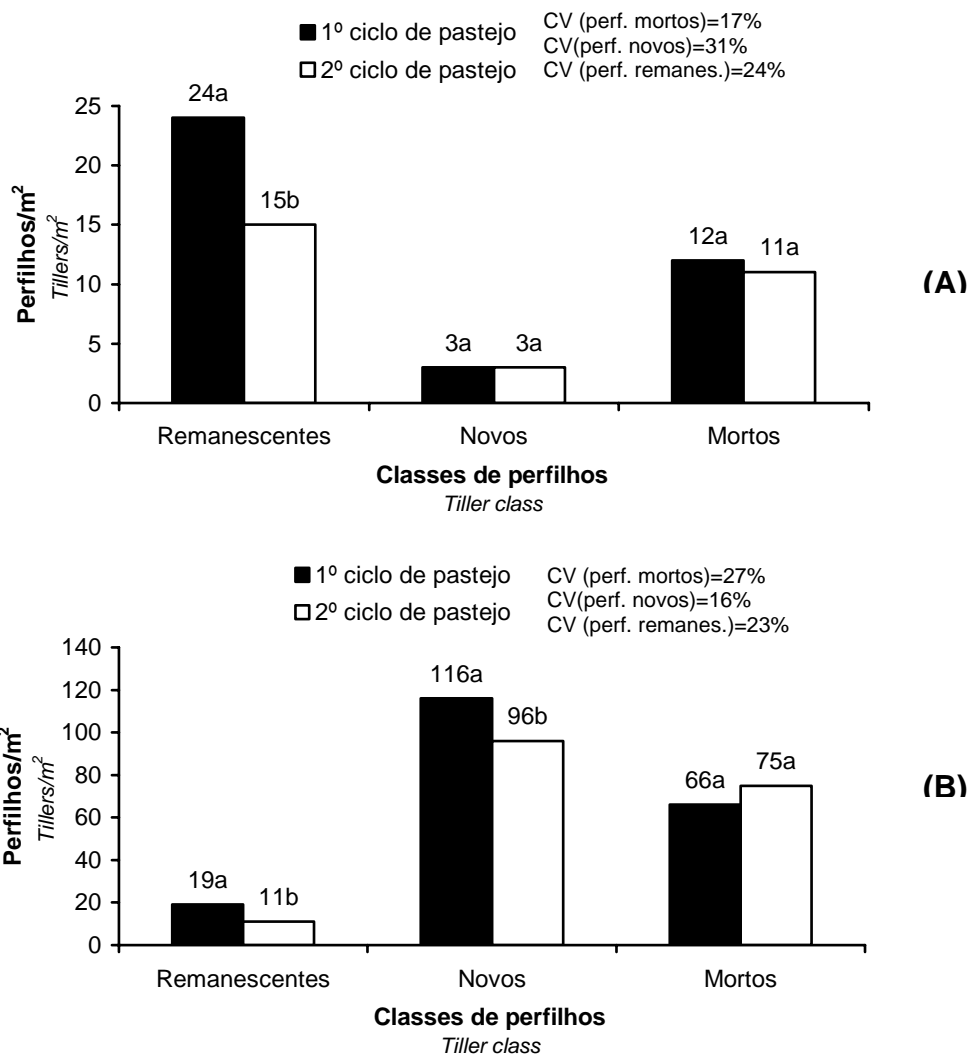 1º ciclo de pastejo
2º ciclo de pastejo
CV (perf. mortos)=17%
CV(perf. novos)=31%
CV (perf. remanes.)=24%
Perfilhos/m²
Tillers/m²
25
20
15
10
5
0
24a
15b
3a
3a
12a
11a
(A)
Remanescentes
Novos
Mortos
Classes de perfilhos
Tiller class
1º ciclo de pastejo
2º ciclo de pastejo
CV (perf. mortos)=27%
CV(perf. novos)=16%
CV (perf. remanes.)=23%
Perfilhos/m²
Tillers/m²
140
120
100
80
60
40
20
0
19a
11b
116a
96b
66a
75a
(B)
Remanescentes
Novos
Mortos
Classes de perfilhos
Tiller class